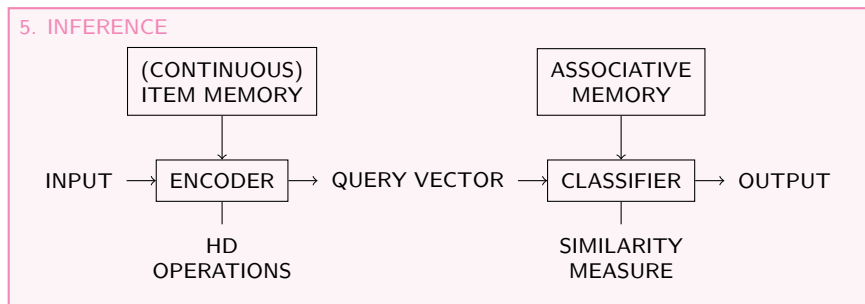 5. INFERENCE
(CONTINUOUS)
ITEM MEMORY
ASSOCIATIVE
MEMORY
INPUT
ENCODER
QUERY VECTOR
CLASSIFIER
OUTPUT
HD
OPERATIONS
SIMILARITY
MEASURE